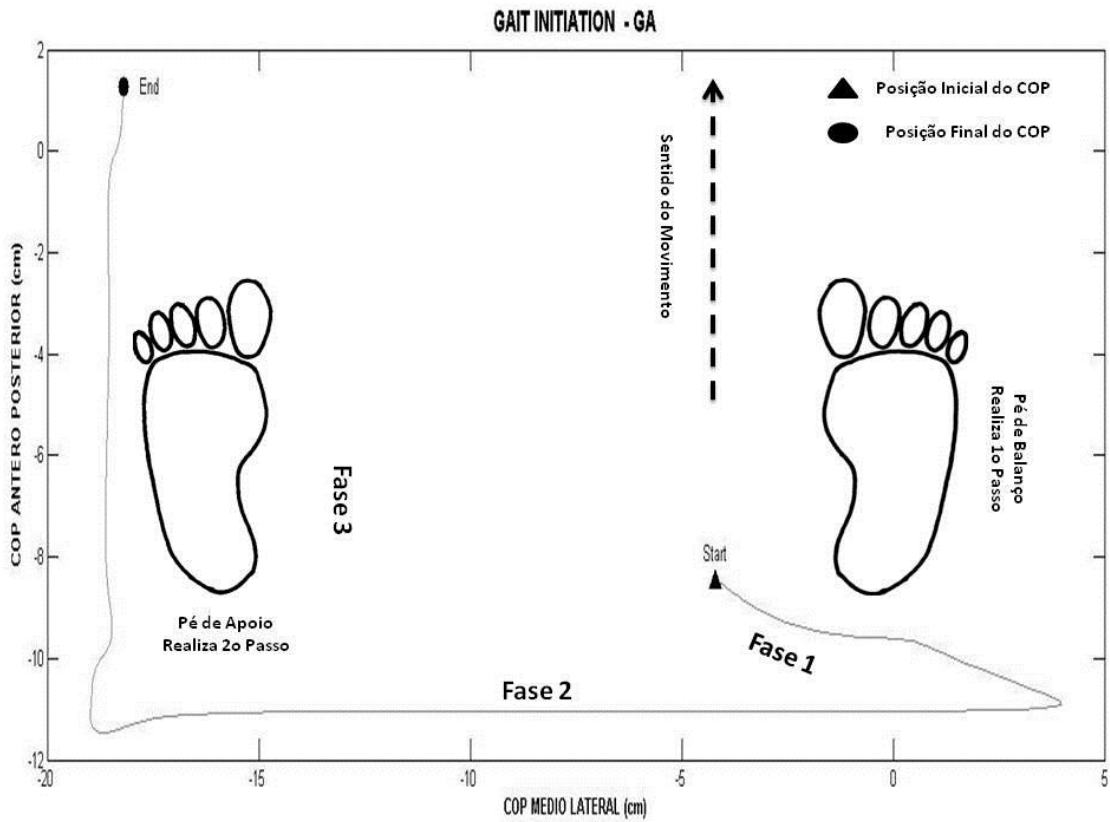 GAIT INITIATION - GA
2
0
-2
-4
-6
-8
-10
-12
COP ANTERO POSTERIOR (cm)
End
Posição Inicial do COP
Posição Final do COP
Sentido do Movimento
Pé de Balanço
Realiza 1o Passo
Fase 3
Start
Pé de Apoio
Realiza 2o Passo
Fase 1
Fase 2
-20
-15
-10
-5
0
5
COP MEDIO LATERAL (cm)